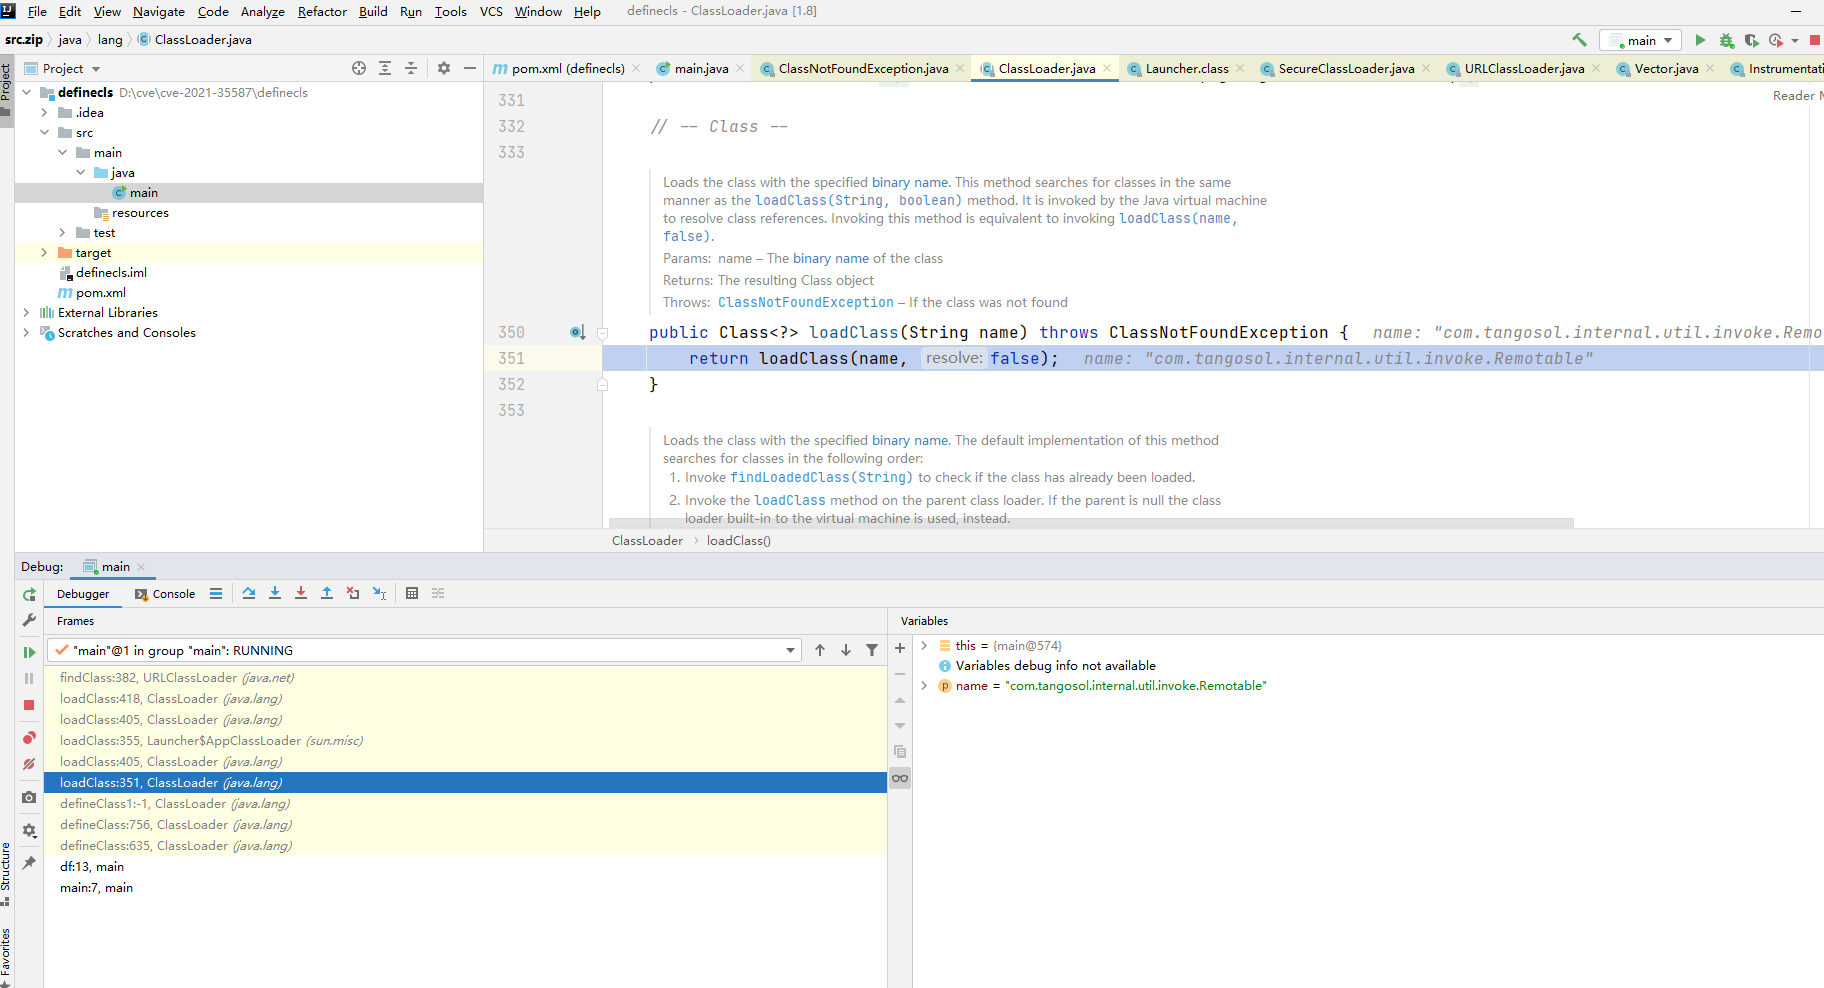 File Edit View Navigate Code Analyze Refactor Build Run Tools VCS Window Help definecls - ClassLoader.java [1.8]
src.zip java lang ClassLoader.java
main
Project
Project
pom.xml (definecls) main.java ClassNotFoundException.java ClassLoader.java Launcher.class SecureClassLoader.java URLClassLoader.java Vector.java Instrumentati
definecls D:\cve\cve-2021-35587\definecls
.idea
src
main
java
main
resources
test
target
definecls.iml
pom.xml
External Libraries
Scratches and Consoles
Reader M
331
332 // -- Class --
333
Loads the class with the specified binary name. This method searches for classes in the same
manner as the loadClass(String, boolean) method. It is invoked by the Java virtual machine
to resolve class references. Invoking this method is equivalent to invoking loadClass(name,
false).
Params: name – The binary name of the class
Returns: The resulting Class object
Throws: ClassNotFoundException – If the class was not found
350 public Class<?> loadClass(String name) throws ClassNotFoundException { name: "com.tangosol.internal.util.invoke.Remo
351 return loadClass(name, resolve: false); name: "com.tangosol.internal.util.invoke.Remotable"
352 }
353
Loads the class with the specified binary name. The default implementation of this method
searches for classes in the following order:
1. Invoke findLoadedClass(String) to check if the class has already been loaded.
2. Invoke the loadClass method on the parent class loader. If the parent is null the class
loader built-in to the virtual machine is used, instead.
ClassLoader loadClass()
Debug: main
Debugger Console
Frames
"main"@1 in group "main": RUNNING
findClass:382, URLClassLoader (java.net)
loadClass:418, ClassLoader (java.lang)
loadClass:405, ClassLoader (java.lang)
loadClass:355, Launcher$AppClassLoader (sun.misc)
loadClass:405, ClassLoader (java.lang)
loadClass:351, ClassLoader (java.lang)
defineClass1:-1, ClassLoader (java.lang)
defineClass:756, ClassLoader (java.lang)
defineClass:635, ClassLoader (java.lang)
df:13, main
main:7, main
Variables
this = {main@574}
Variables debug info not available
name = "com.tangosol.internal.util.invoke.Remotable"
Structure
Favorites